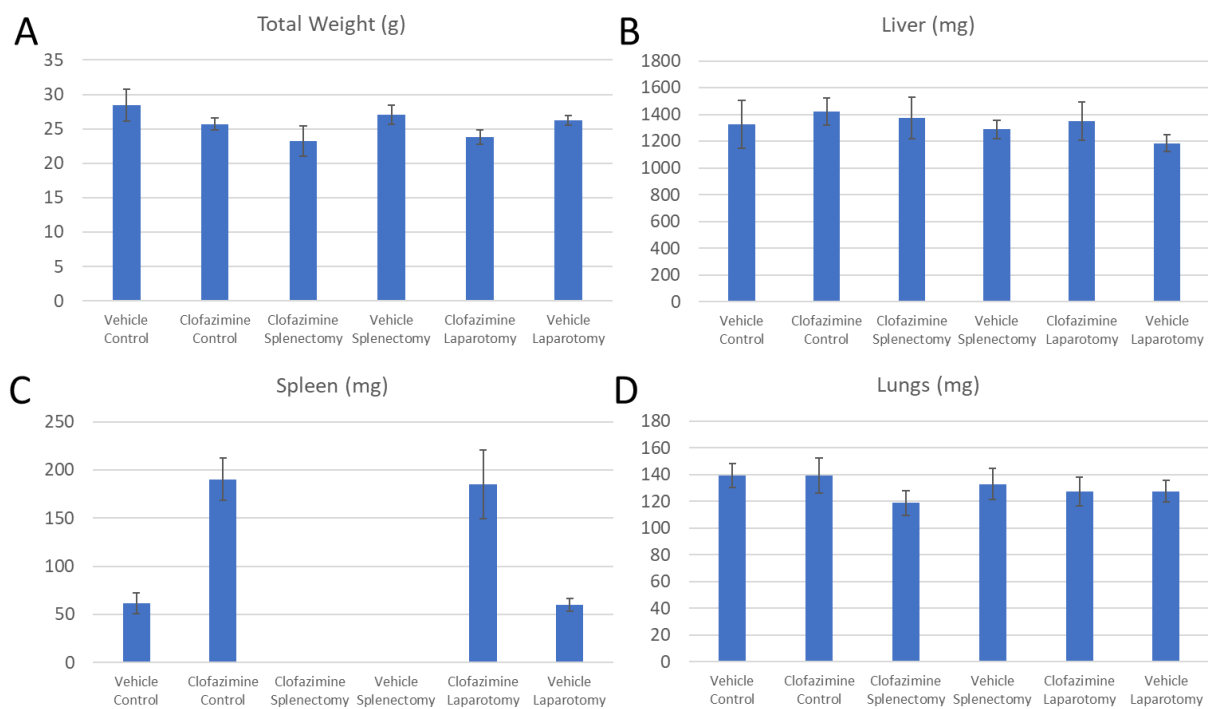 A
Total Weight (g)
35
30
25
20
15
10
5
0
Vehicle Clofazimine Clofazimine Vehicle Clofazimine Vehicle
Control Control Splenectomy Splenectomy Laparotomy Laparotomy
B
Liver (mg)
1800
1600
1400
1200
1000
800
600
400
200
0
Vehicle Clofazimine Clofazimine Vehicle Clofazimine Vehicle
Control Control Splenectomy Splenectomy Laparotomy Laparotomy
C
Spleen (mg)
250
200
150
100
50
0
Vehicle Clofazimine Clofazimine Vehicle Clofazimine Vehicle
Control Control Splenectomy Splenectomy Laparotomy Laparotomy
D
Lungs (mg)
180
160
140
120
100
80
60
40
20
0
Vehicle Clofazimine Clofazimine Vehicle Clofazimine Vehicle
Control Control Splenectomy Splenectomy Laparotomy Laparotomy